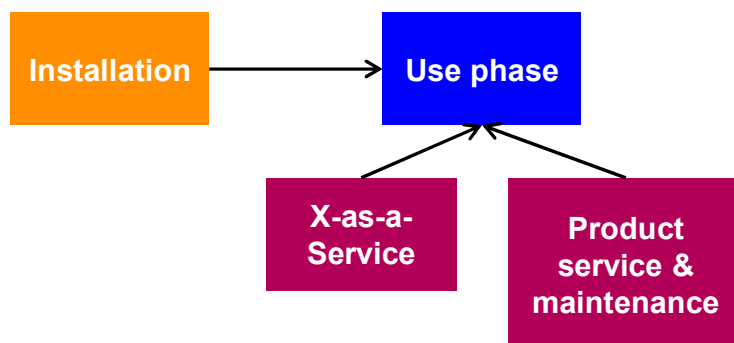 Installation
Use phase
X-as-a-
Service
Product
service &
maintenance